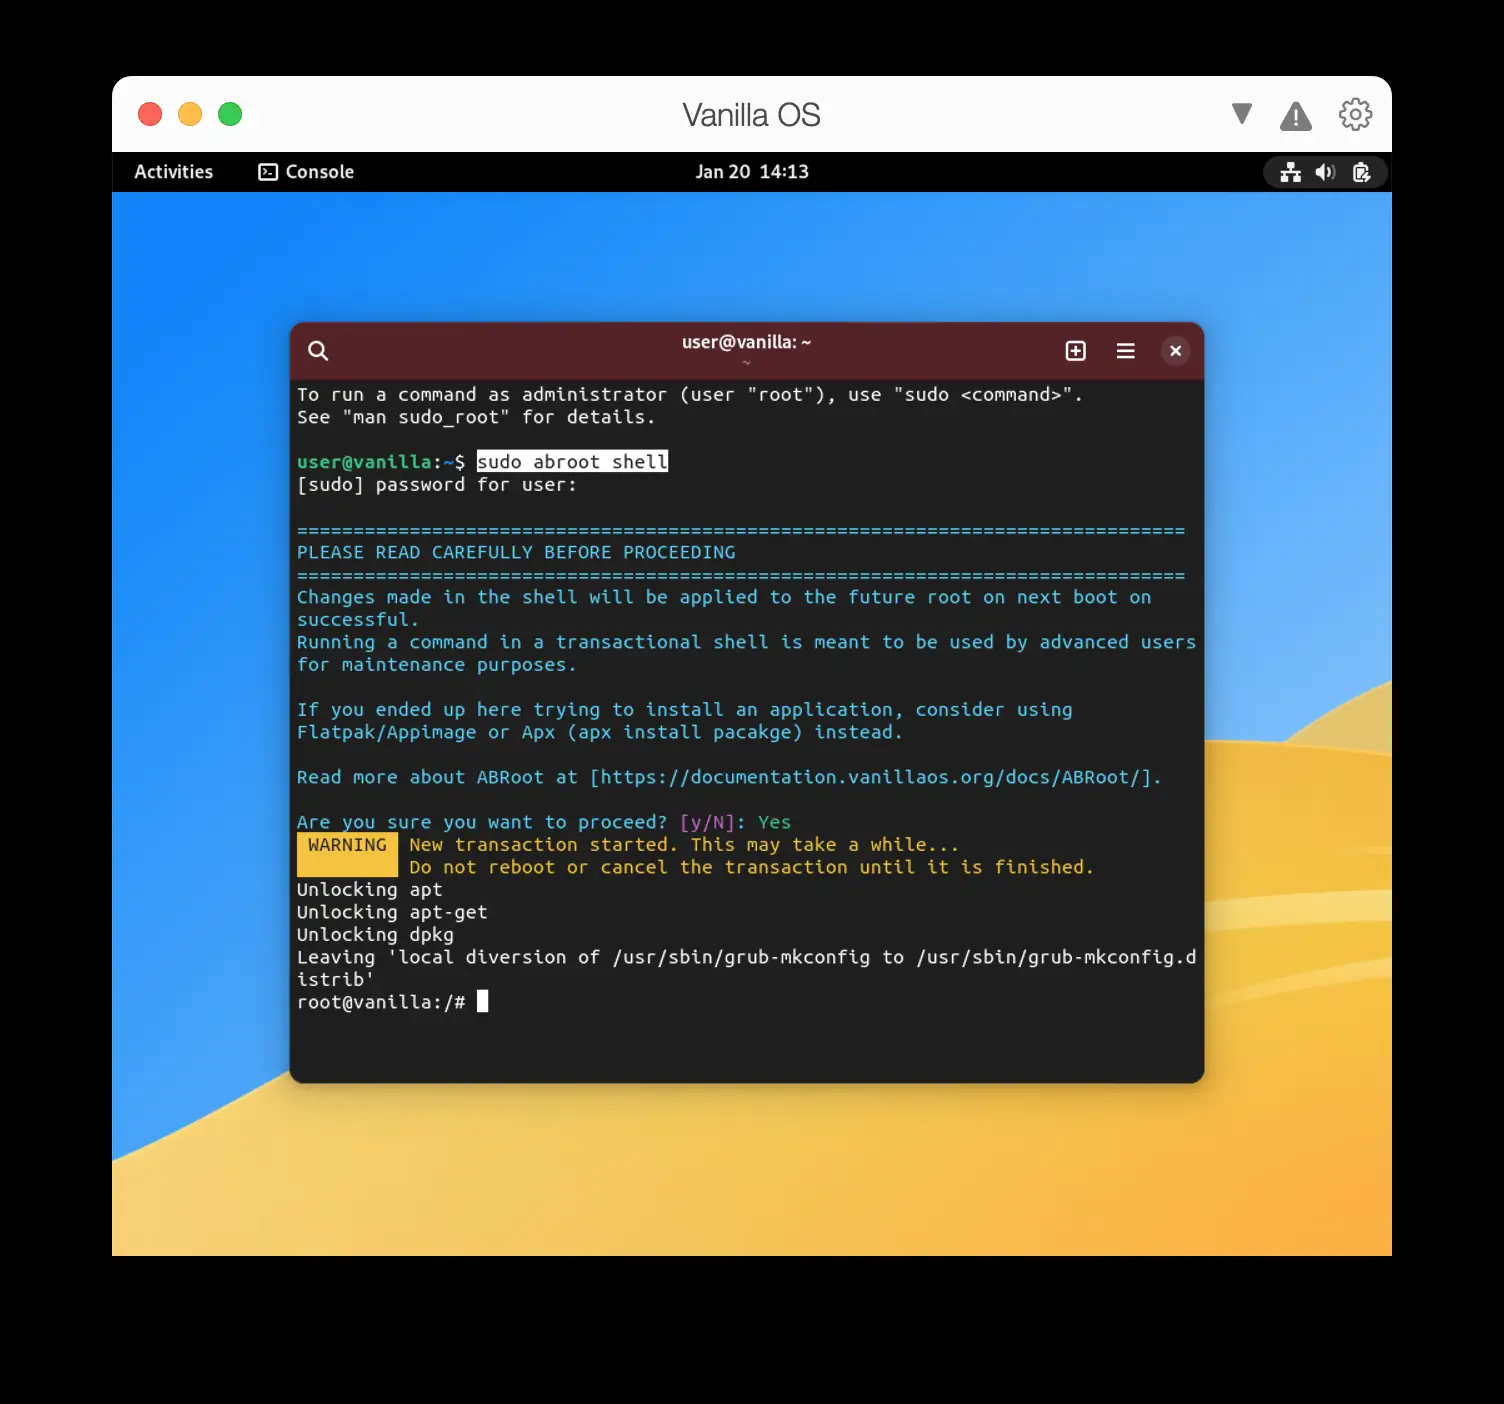 Vanilla OS
Activities Console Jan 20 14:13
user@vanilla: ~
~
To run a command as administrator (user "root"), use "sudo <command>".
See "man sudo_root" for details.
user@vanilla:~$ sudo abroot shell
[sudo] password for user:
===============================================================================
PLEASE READ CAREFULLY BEFORE PROCEEDING
===============================================================================
Changes made in the shell will be applied to the future root on next boot on
successful.
Running a command in a transactional shell is meant to be used by advanced users
for maintenance purposes.
If you ended up here trying to install an application, consider using
Flatpak/Appimage or Apx (apx install pacakge) instead.
Read more about ABRoot at [https://documentation.vanillaos.org/docs/ABRoot/].
Are you sure you want to proceed? [y/N]: Yes
WARNING New transaction started. This may take a while...
Do not reboot or cancel the transaction until it is finished.
Unlocking apt
Unlocking apt-get
Unlocking dpkg
Leaving 'local diversion of /usr/sbin/grub-mkconfig to /usr/sbin/grub-mkconfig.d
istrib'
root@vanilla:/#